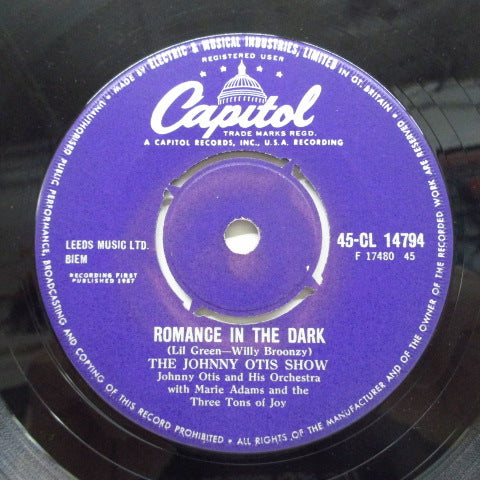 MADE BY ELECTRIC & MUSICAL INDUSTRIES, LIMITED IN GT. BRITAIN • ALL RIGHTS OF THE MANUFACTURER AND OF THE OWNER OF THE RECORDED WORK ARE RESERVED
UNAUTHORISED PUBLIC PERFORMANCE, BROADCASTING AND COPYING OF THIS RECORD PROHIBITED •
REGISTERED USER
Capitol
TRADE MARKS REGD.
A CAPITOL RECORDS, INC., U.S.A. RECORDING
LEEDS MUSIC LTD.
BIEM
RECORDING FIRST
PUBLISHED 1957
45-CL 14794
F 17480 45
ROMANCE IN THE DARK
(Lil Green—Willy Broonzy)
THE JOHNNY OTIS SHOW
Johnny Otis and His Orchestra
with Marie Adams and the
Three Tons of Joy